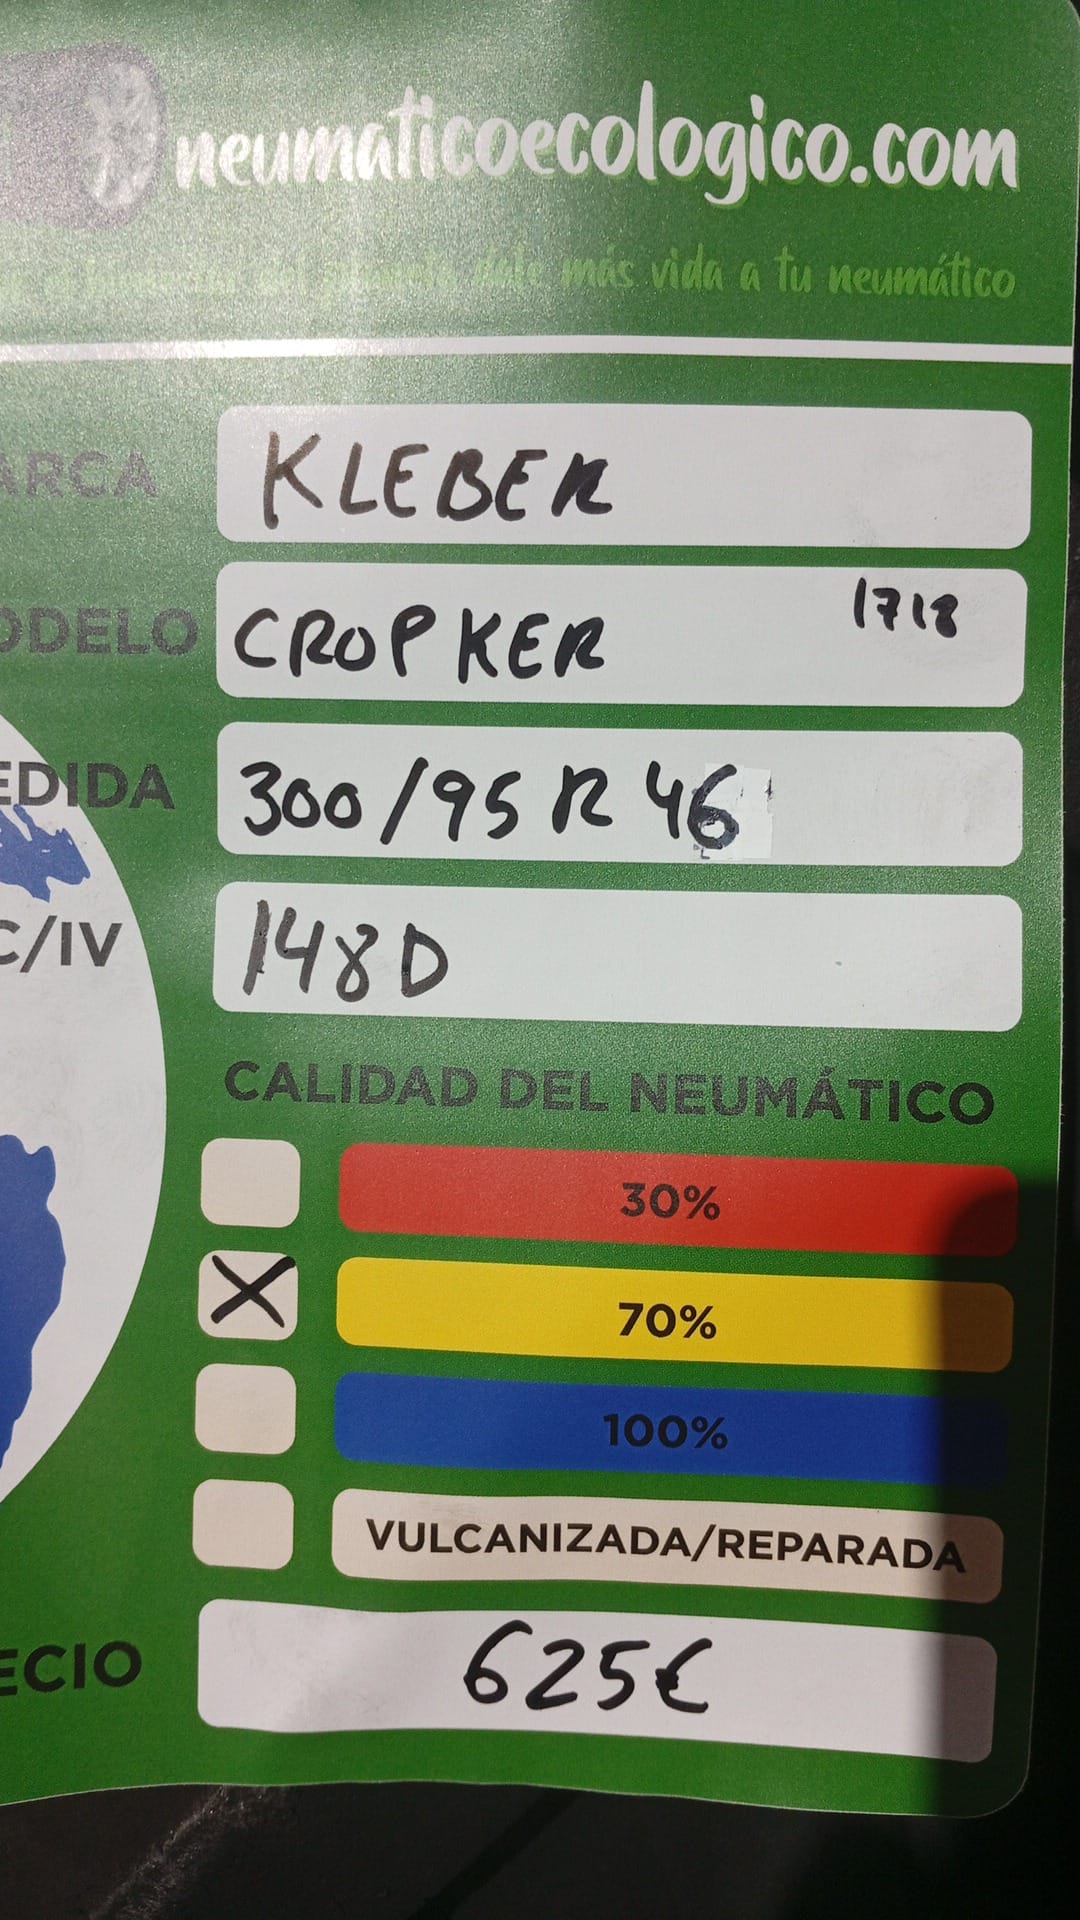 neumaticoecologico.com
dale más vida a tu neumático
ARCA KLEBER
ODELO CROPKER 1718
EDIDA 300/95 R 46
C/IV 148D
CALIDAD DEL NEUMÁTICO
30%
X 70%
100%
VULCANIZADA/REPARADA
ECIO 625€